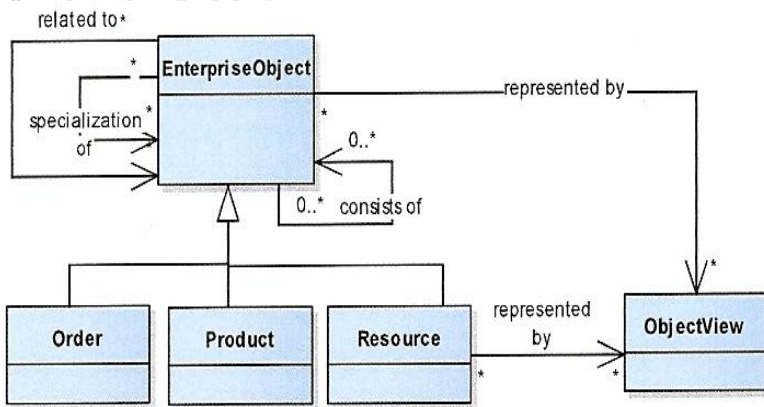 related to *
*
EnterpriseObject
represented by
*
specialization
of
*
0..*
0..* consists of
*
represented
by
Order
Product
Resource
ObjectView
*
*